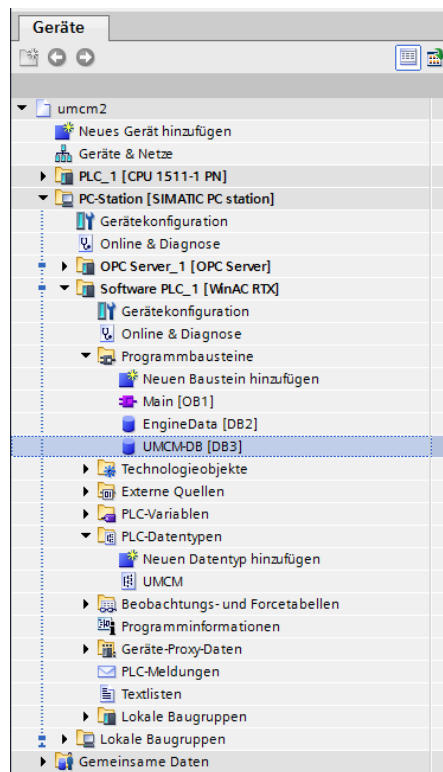 Geräte
umcm2
Neues Gerät hinzufügen
Geräte & Netze
PLC_1 [CPU 1511-1 PN]
PC-Station [SIMATIC PC station]
Gerätekonfiguration
Online & Diagnose
OPC Server_1 [OPC Server]
Software PLC_1 [WinAC RTX]
Gerätekonfiguration
Online & Diagnose
Programmbausteine
Neuen Baustein hinzufügen
Main [OB1]
EngineData [DB2]
UMCM-DB [DB3]
Technologieobjekte
Externe Quellen
PLC-Variablen
PLC-Datentypen
Neuen Datentyp hinzufügen
UMCM
Beobachtungs- und Forcetabellen
Programminformationen
Geräte-Proxy-Daten
PLC-Meldungen
Textlisten
Lokale Baugruppen
Lokale Baugruppen
Gemeinsame Daten